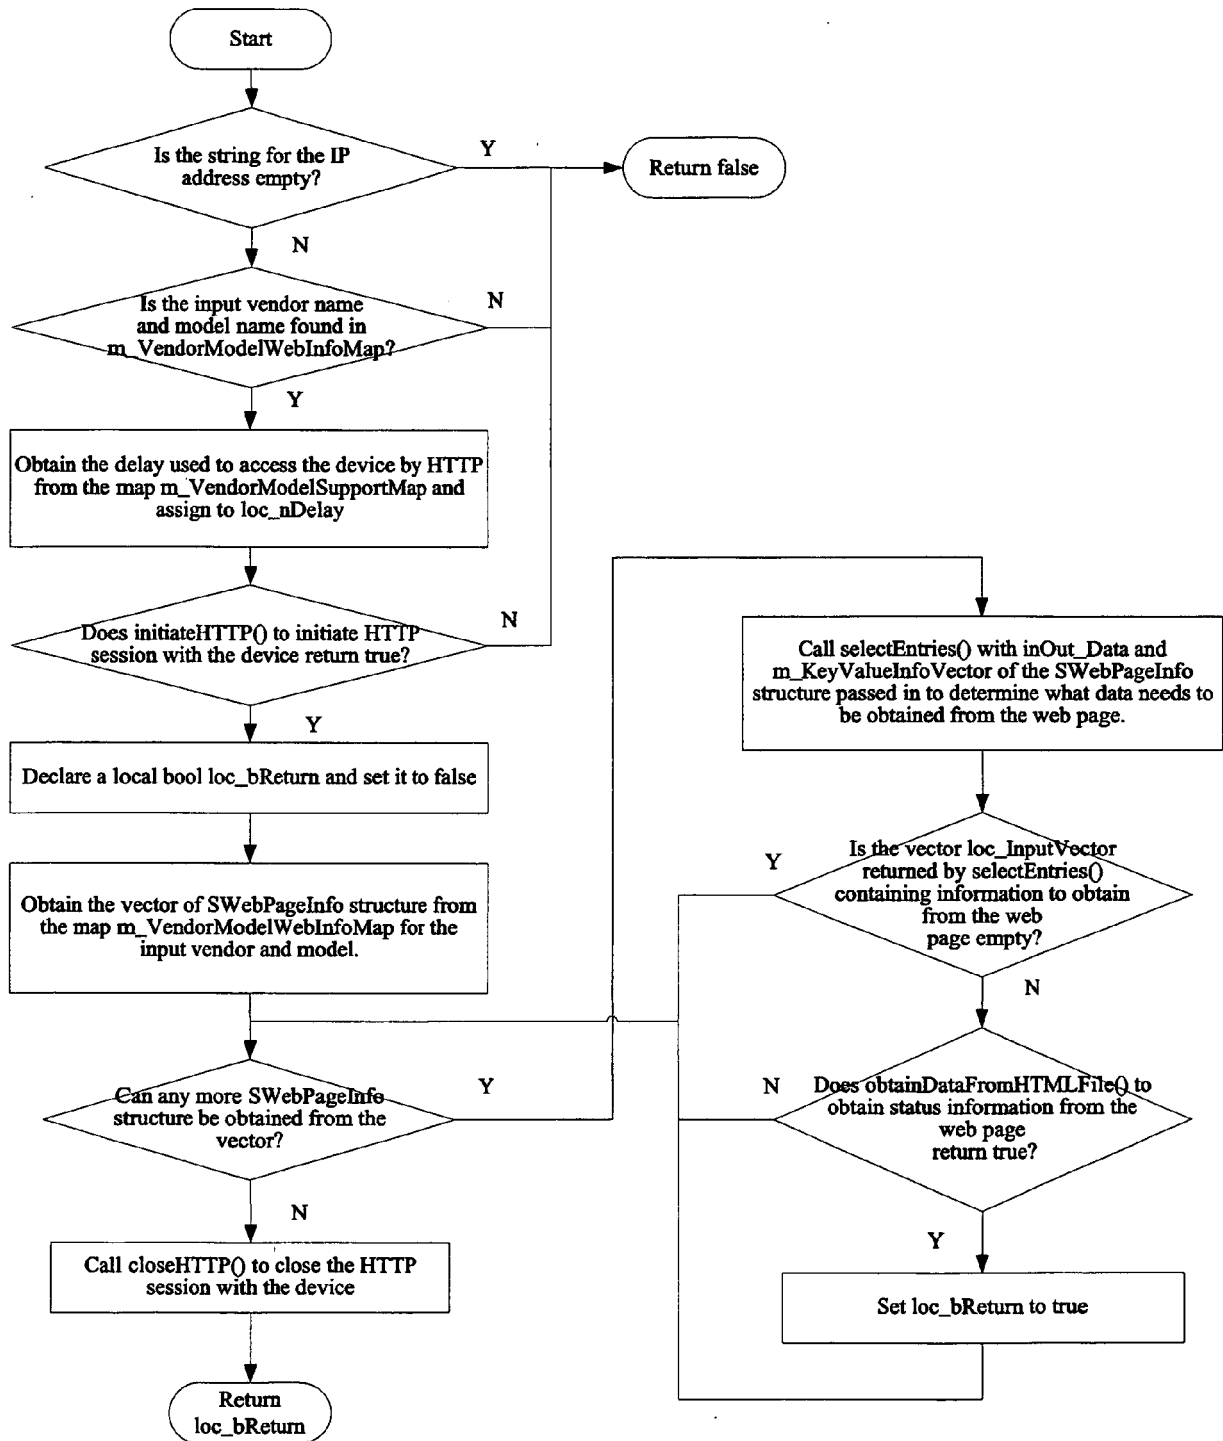 Start
Is the string for the IP
address empty?
Y
Return false
N
Is the input vendor name
and model name found in
m_VendorModelWebInfoMap?
N
Y
Obtain the delay used to access the device by HTTP
from the map m_VendorModelSupportMap and
assign to loc_nDelay
Does initiateHTTP() to initiate HTTP
session with the device return true?
N
Y
Declare a local bool loc_bReturn and set it to false
Obtain the vector of SWebPageInfo structure from
the map m_VendorModelWebInfoMap for the
input vendor and model.
Can any more SWebPageInfo
structure be obtained from the
vector?
Y
N
Call closeHTTP() to close the HTTP
session with the device
Return
loc_bReturn
Call selectEntries() with inOut_Data and
m_KeyValueInfoVector of the SWebPageInfo
structure passed in to determine what data needs to
be obtained from the web page.
Is the vector loc_InputVector
returned by selectEntries()
containing information to obtain
from the web
page empty?
Y
N
Does obtainDataFromHTMLFile() to
obtain status information from the
web page
return true?
N
Y
Set loc_bReturn to true